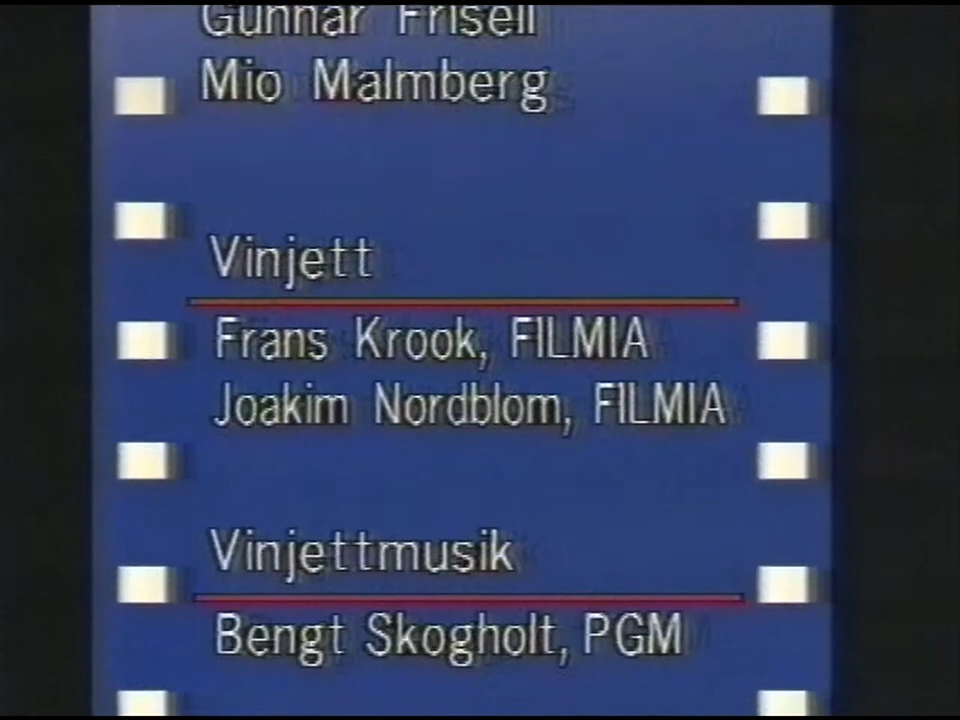 Gunnar Frisell
Mio Malmberg
Vinjett
Frans Krook, FILMIA
Joakim Nordblom, FILMIA
Vinjettmusik
Bengt Skogholt, PGM